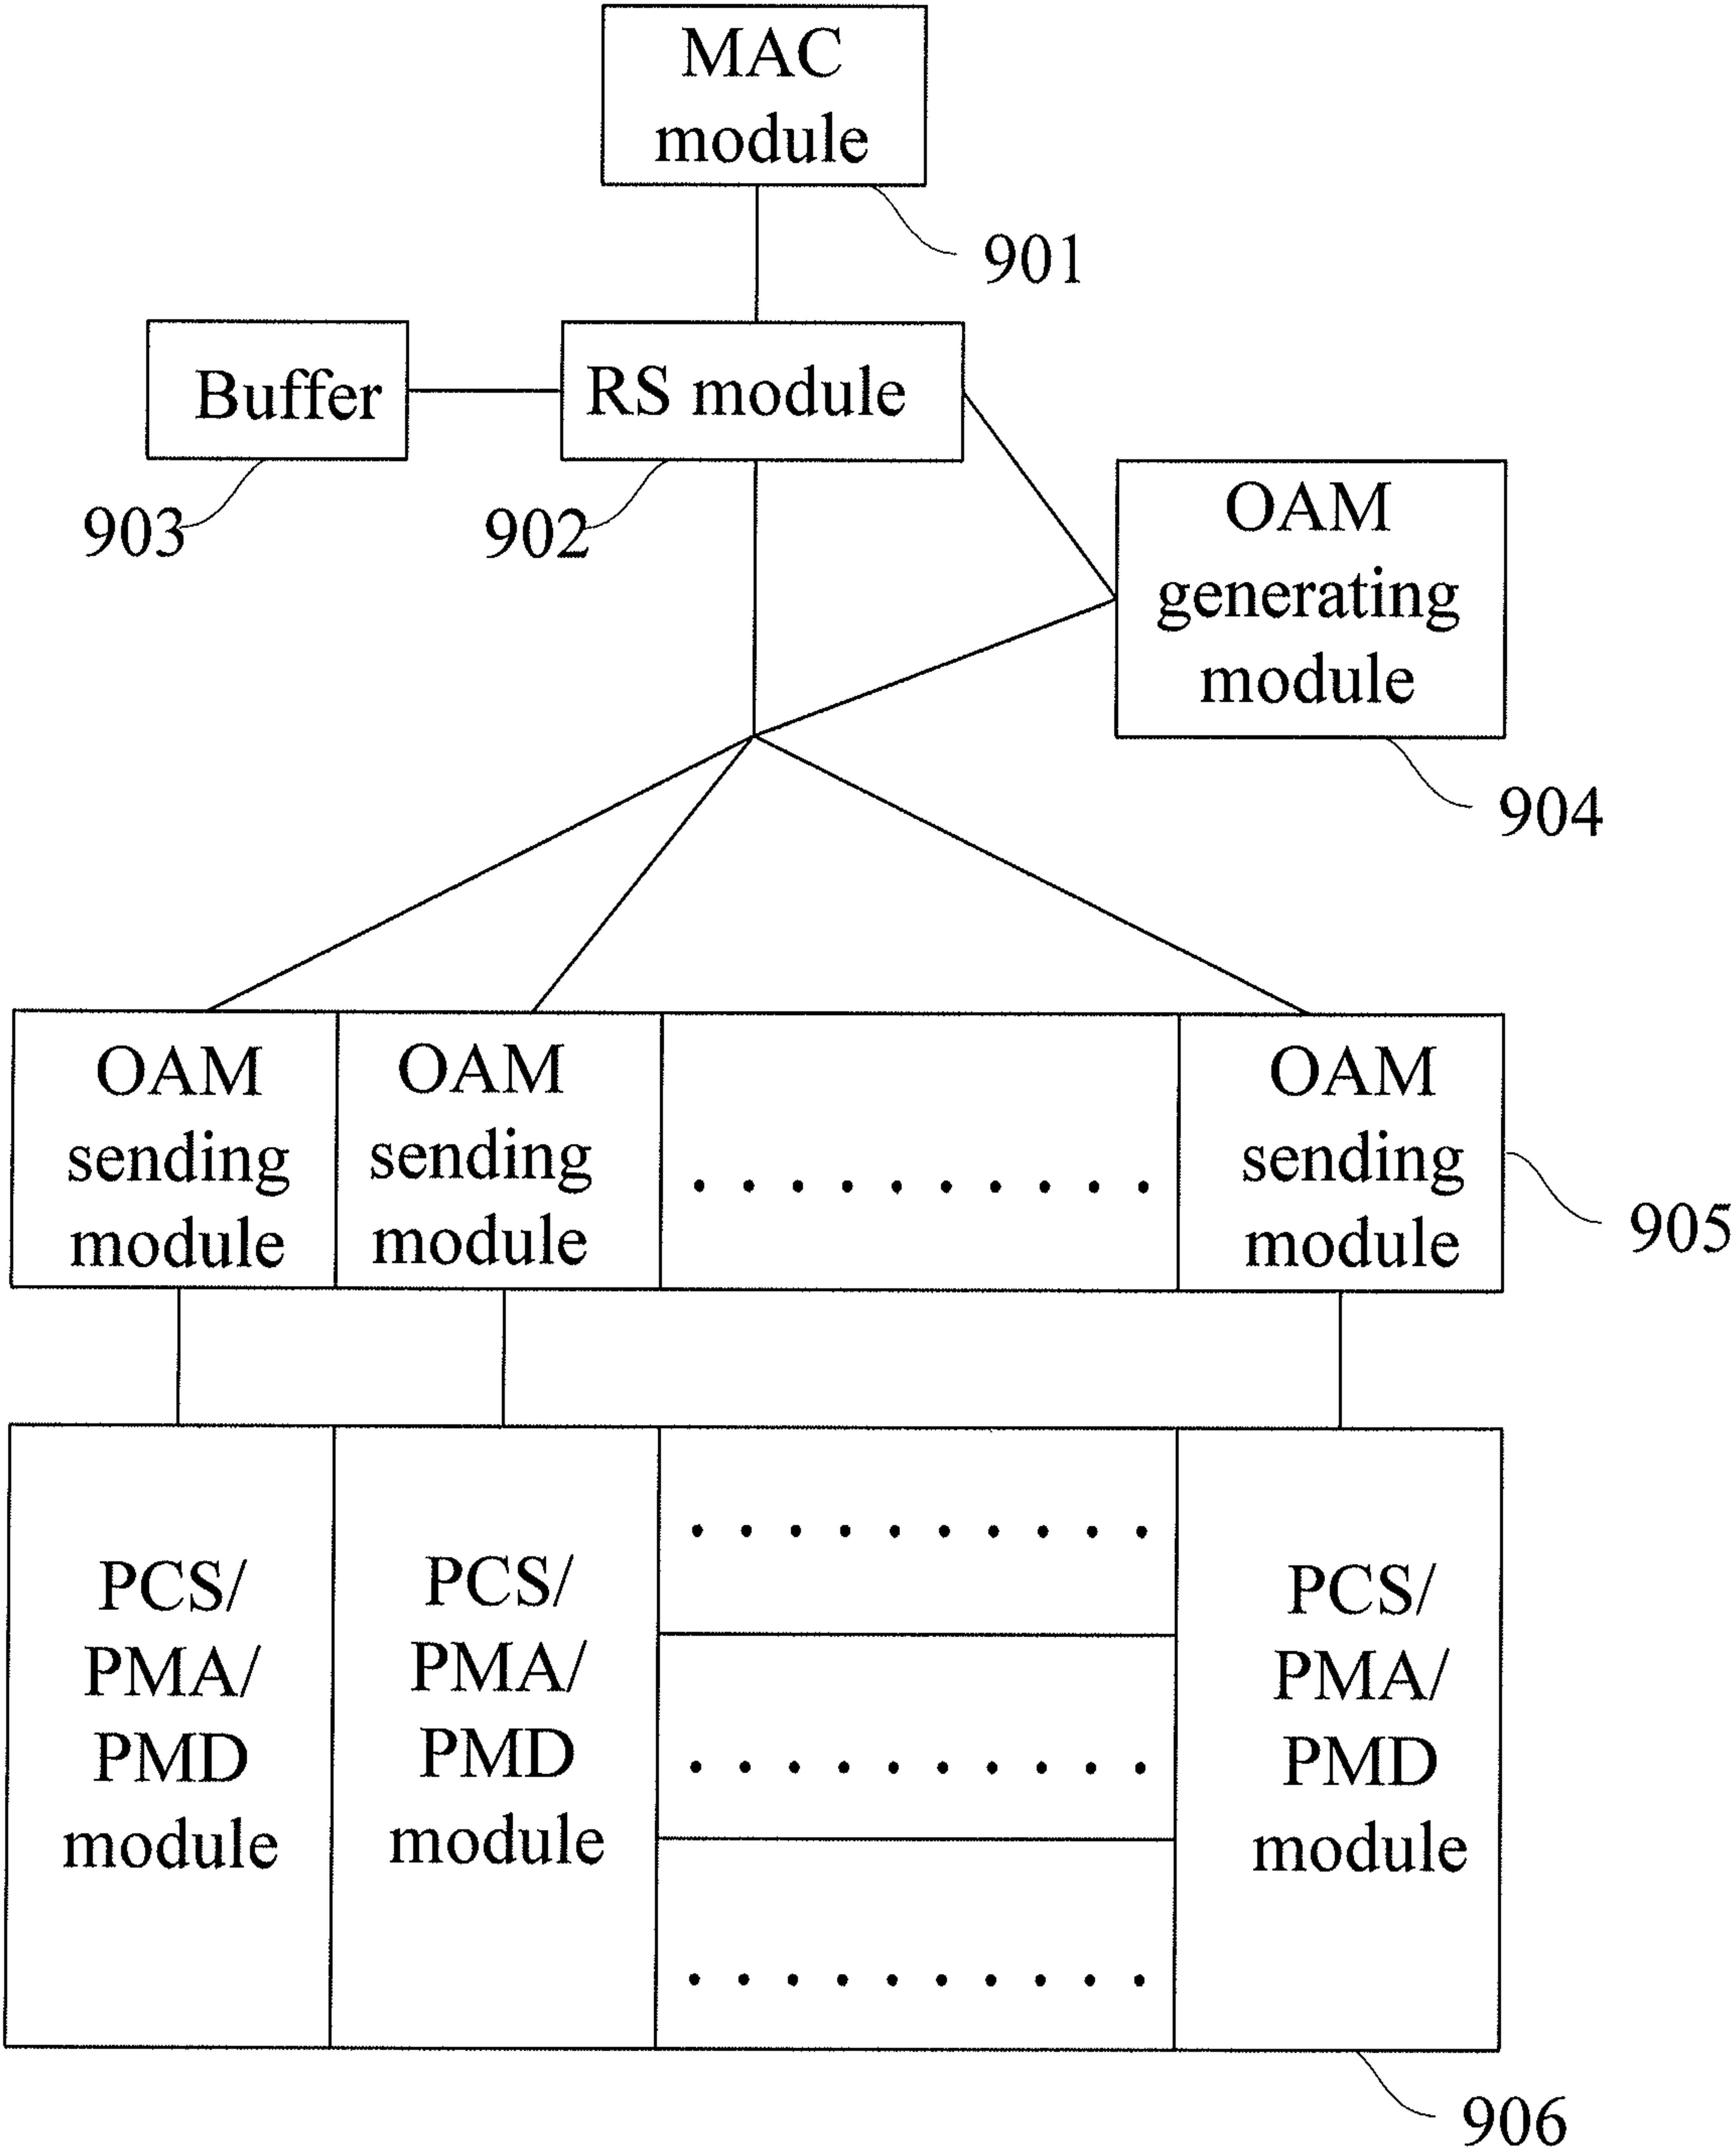 MAC
module
901
Buffer
RS module
903
902
OAM
generating
module
904
OAM
sending
module
OAM
sending
module
..........
OAM
sending
module
905
PCS/
PMA/
PMD
module
PCS/
PMA/
PMD
module
..........
..........
..........
PCS/
PMA/
PMD
module
906